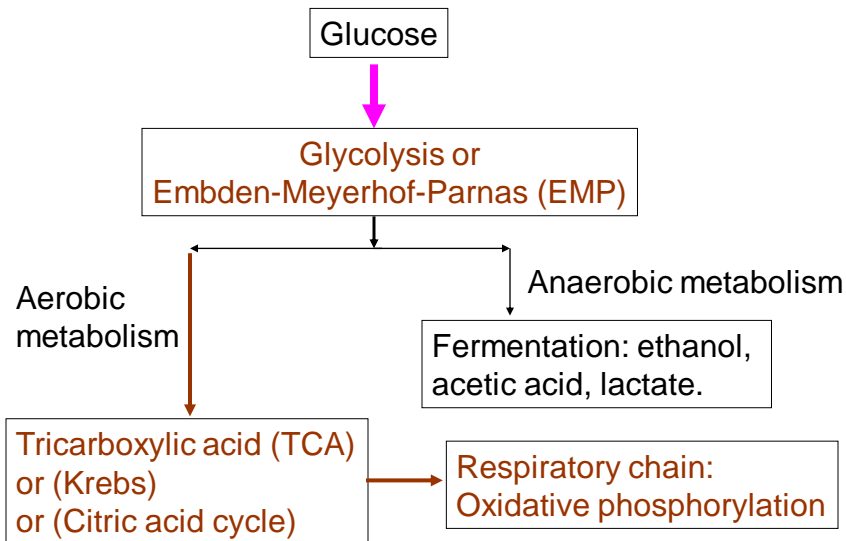 Glucose
Glycolysis or
Embden-Meyerhof-Parnas (EMP)
Aerobic
metabolism
Anaerobic metabolism
Fermentation: ethanol,
acetic acid, lactate.
Tricarboxylic acid (TCA)
or (Krebs)
or (Citric acid cycle)
Respiratory chain:
Oxidative phosphorylation